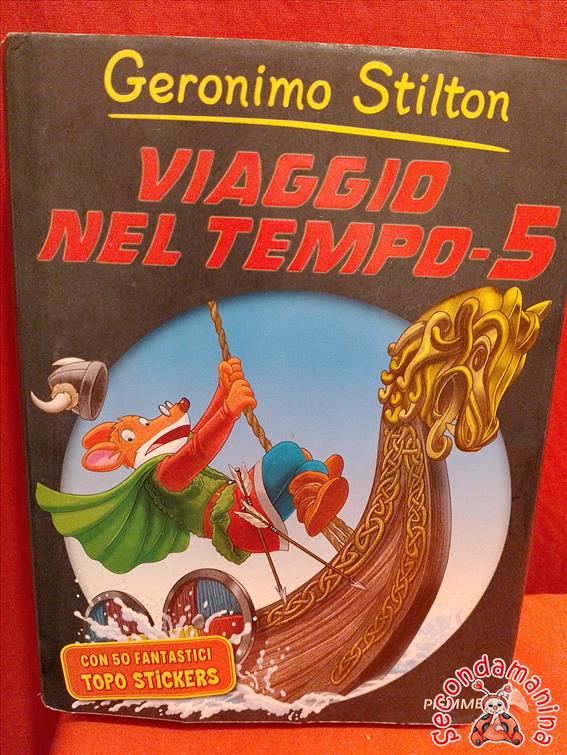 Geronimo Stilton
VIAGGIO
NEL TEMPO-5
CON 50 FANTASTICI
TOPO STICKERS
secondamanina